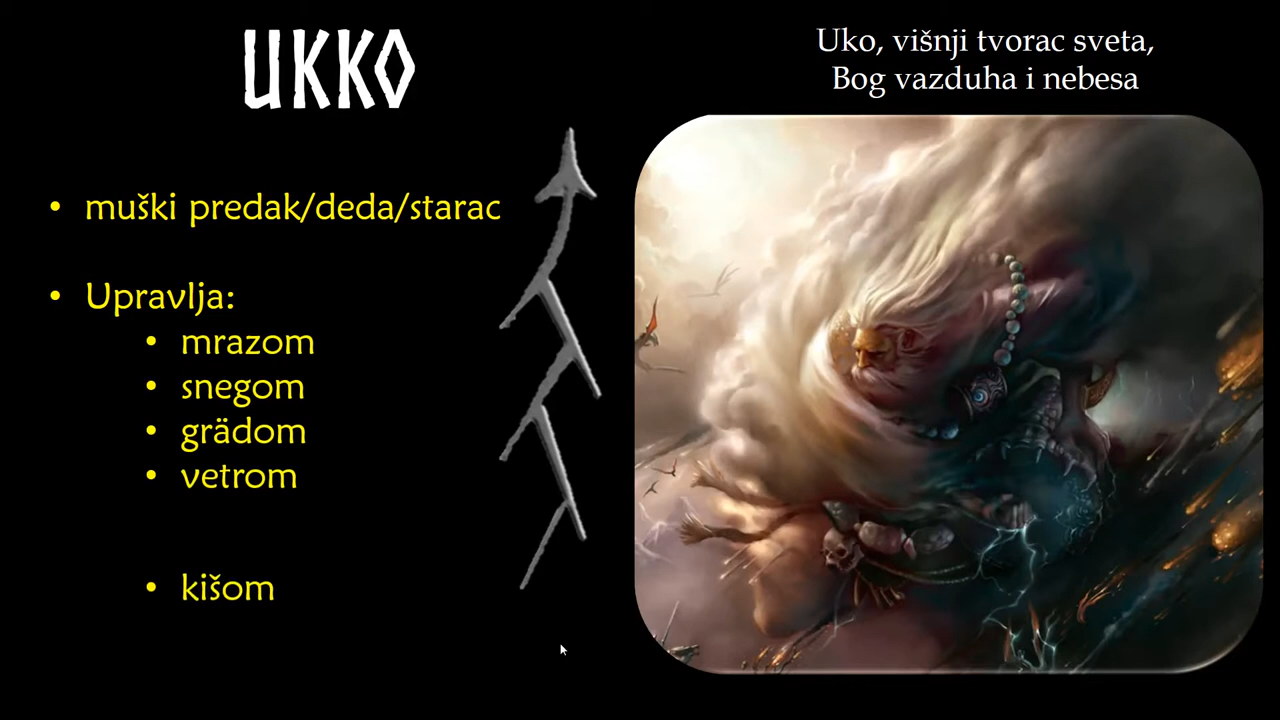 UKKO
Uko, višnji tvorac sveta,
Bog vazduha i nebesa
• muški predak/deda/starac
• Upravlja:
• mrazom
• snegom
• grädom
• vetrom
• kišom